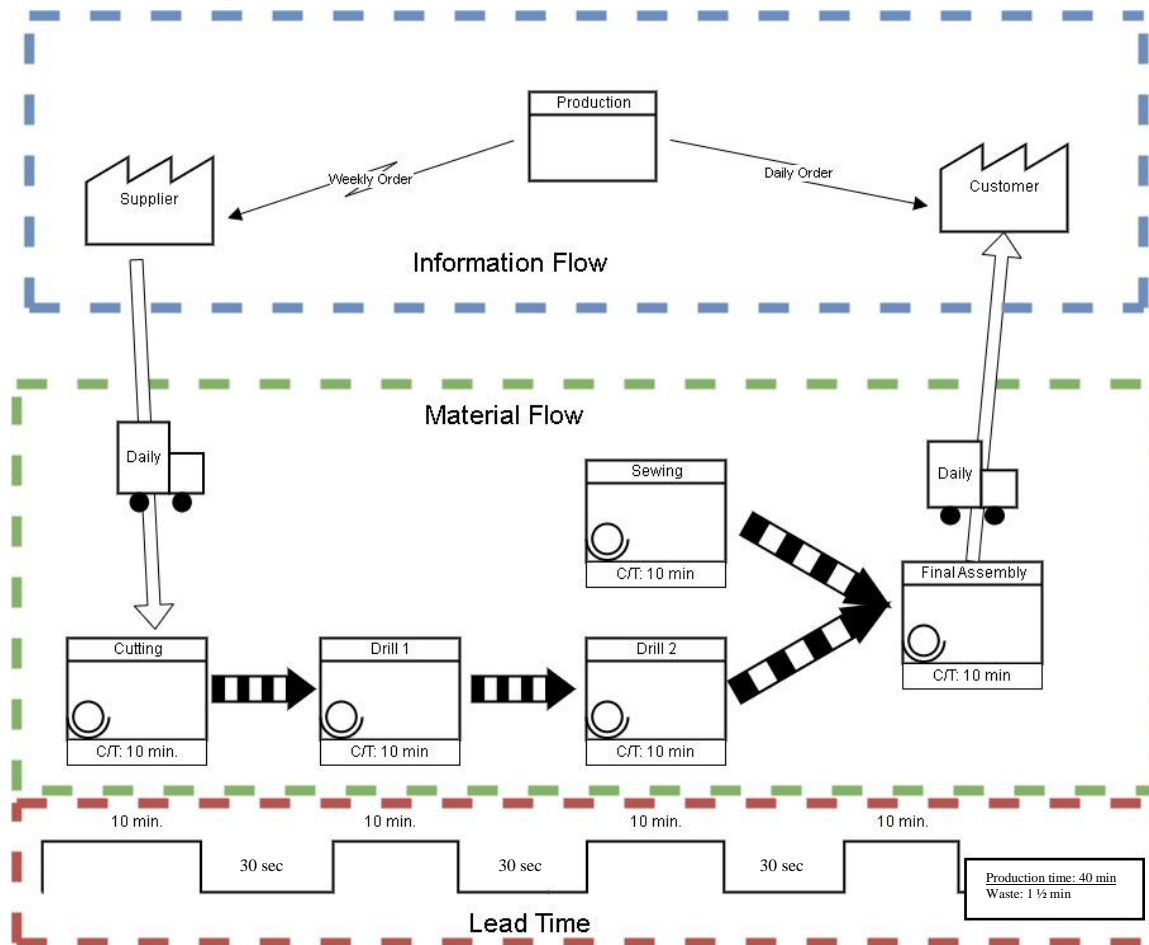 Production
Supplier
Weekly Order
Daily Order
Customer
Information Flow
Material Flow
Daily
Daily
Sewing
C/T: 10 min
Final Assembly
C/T: 10 min
Cutting
C/T: 10 min.
Drill 1
C/T: 10 min
Drill 2
C/T: 10 min
10 min.
10 min.
10 min.
10 min.
30 sec
30 sec
30 sec
Production time: 40 min
Waste: 1 ½ min
Lead Time